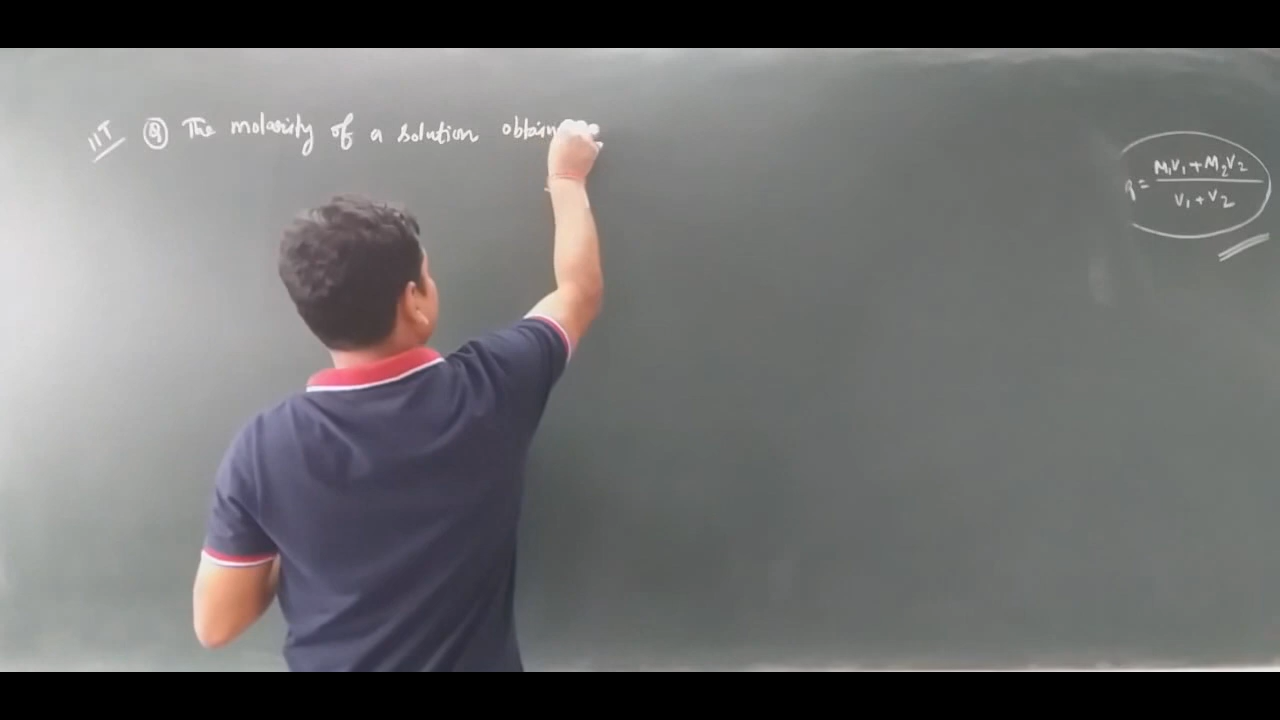 IIT Q The molarity of a solution obtain
= M₁V₁ + M₂V₂
V₁ + V₂